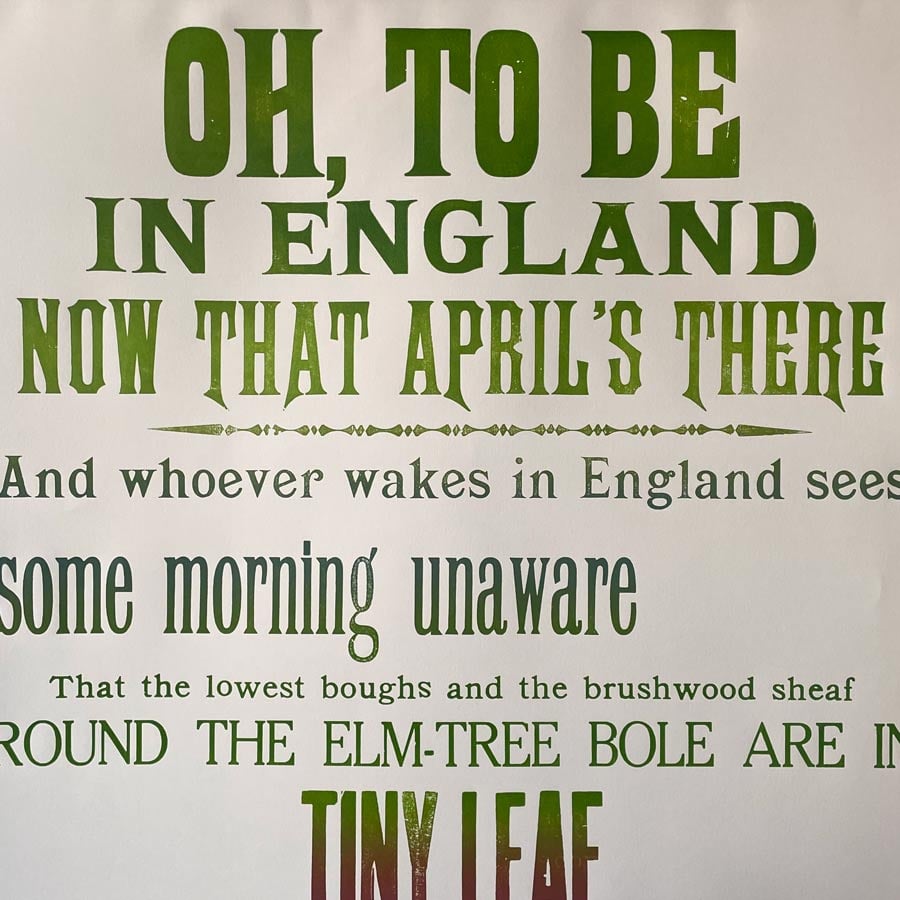 OH, TO BE
IN ENGLAND
NOW THAT APRIL'S THERE
And whoever wakes in England sees
some morning unaware
That the lowest boughs and the brushwood sheaf
ROUND THE ELM-TREE BOLE ARE IN
TINY LEAF